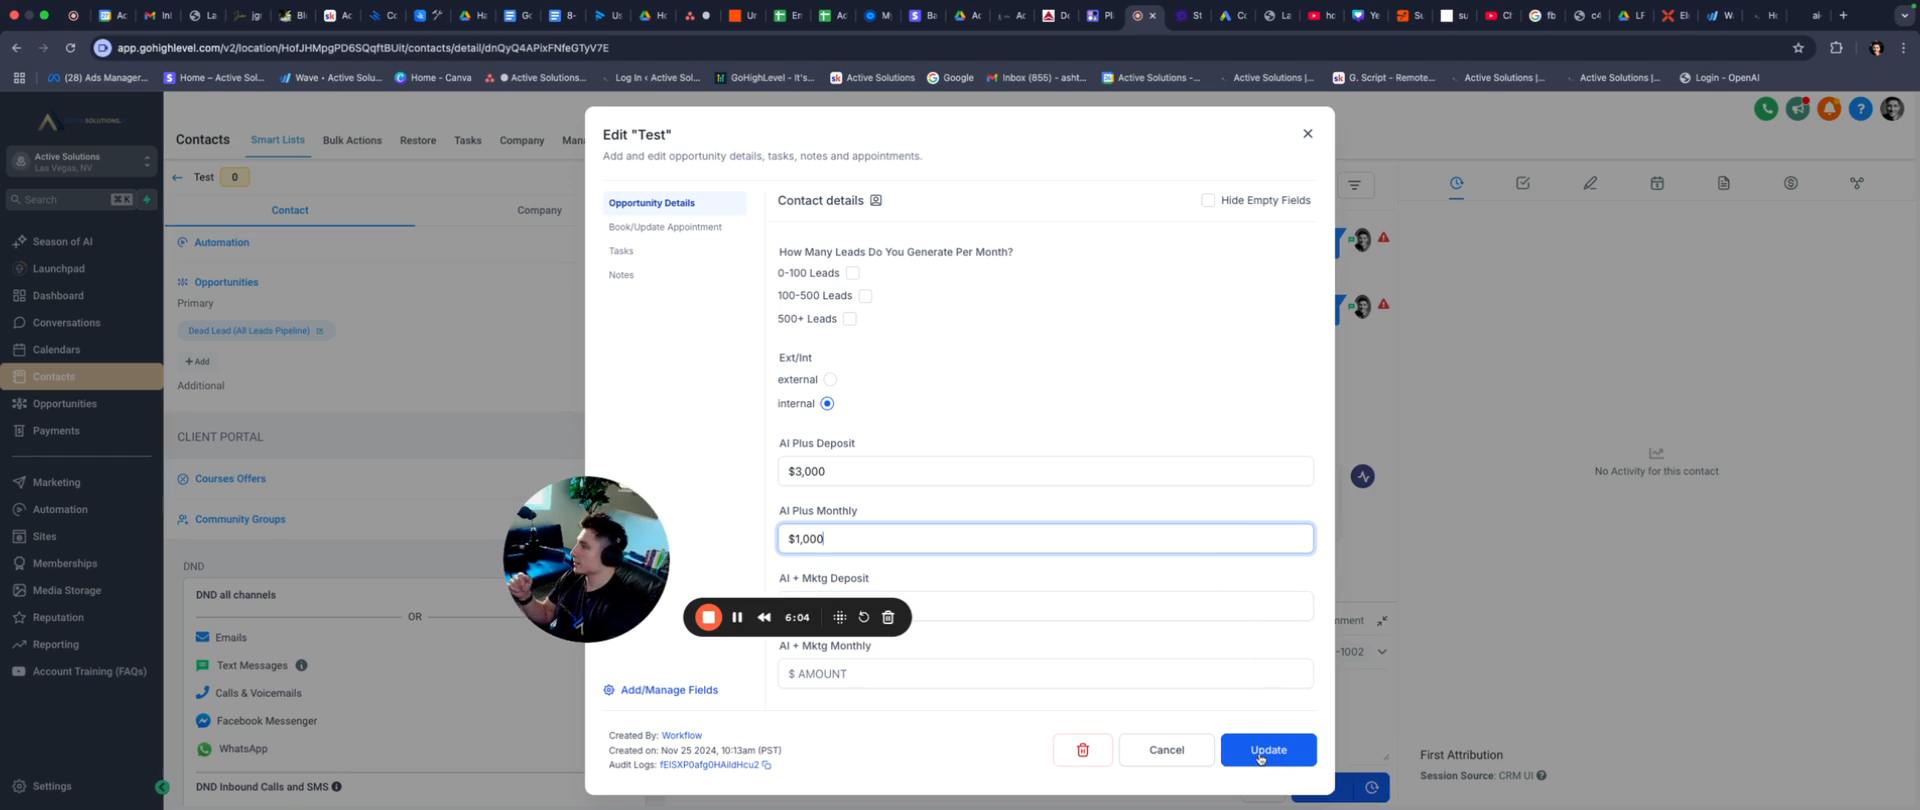 app.gohighlevel.com/v2/location/HofJHMpgPD6SQqftBUit/contacts/detail/dnQyQ4APixFNfeGTyV7E
(28) Ads Manager...
Home – Active Sol...
Wave • Active Solu...
Home - Canva
Active Solutions...
Log In ‹ Active Sol...
GoHighLevel - It's...
Active Solutions
Google
Inbox (855) - asht...
Active Solutions –...
Active Solutions |...
G. Script - Remote...
Active Solutions |...
Active Solutions |...
Login - OpenAI
Active Solutions
Las Vegas, NV
Search
⌘ K
Season of AI
Launchpad
Dashboard
Conversations
Calendars
Contacts
Opportunities
Payments
Marketing
Automation
Sites
Memberships
Media Storage
Reputation
Reporting
Account Training (FAQs)
Settings
Contacts
Smart Lists
Bulk Actions
Restore
Tasks
Company
Test
0
Contact
Company
Automation
Opportunities
Primary
Dead Lead (All Leads Pipeline)
+ Add
Additional
CLIENT PORTAL
Courses Offers
Community Groups
DND
DND all channels
OR
Emails
Text Messages
Calls & Voicemails
Facebook Messenger
WhatsApp
DND Inbound Calls and SMS
Edit "Test"
Add and edit opportunity details, tasks, notes and appointments.
Opportunity Details
Book/Update Appointment
Tasks
Notes
Add/Manage Fields
Contact details
Hide Empty Fields
How Many Leads Do You Generate Per Month?
0-100 Leads
100-500 Leads
500+ Leads
Ext/Int
external
internal
AI Plus Deposit
$3,000
AI Plus Monthly
$1,000
AI + Mktg Deposit
6:04
AI + Mktg Monthly
$ AMOUNT
Created By: Workflow
Created on: Nov 25 2024, 10:13am (PST)
Audit Logs: fEISXP0afg0HAildHcu2
Cancel
Update
No Activity for this contact
-1002
First Attribution
Session Source: CRM UI